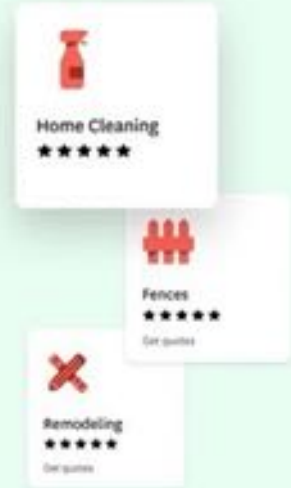 Home Cleaning
★★★★★
Fences
★★★★★
Get quotes
Remodeling
★★★★★
Get quotes